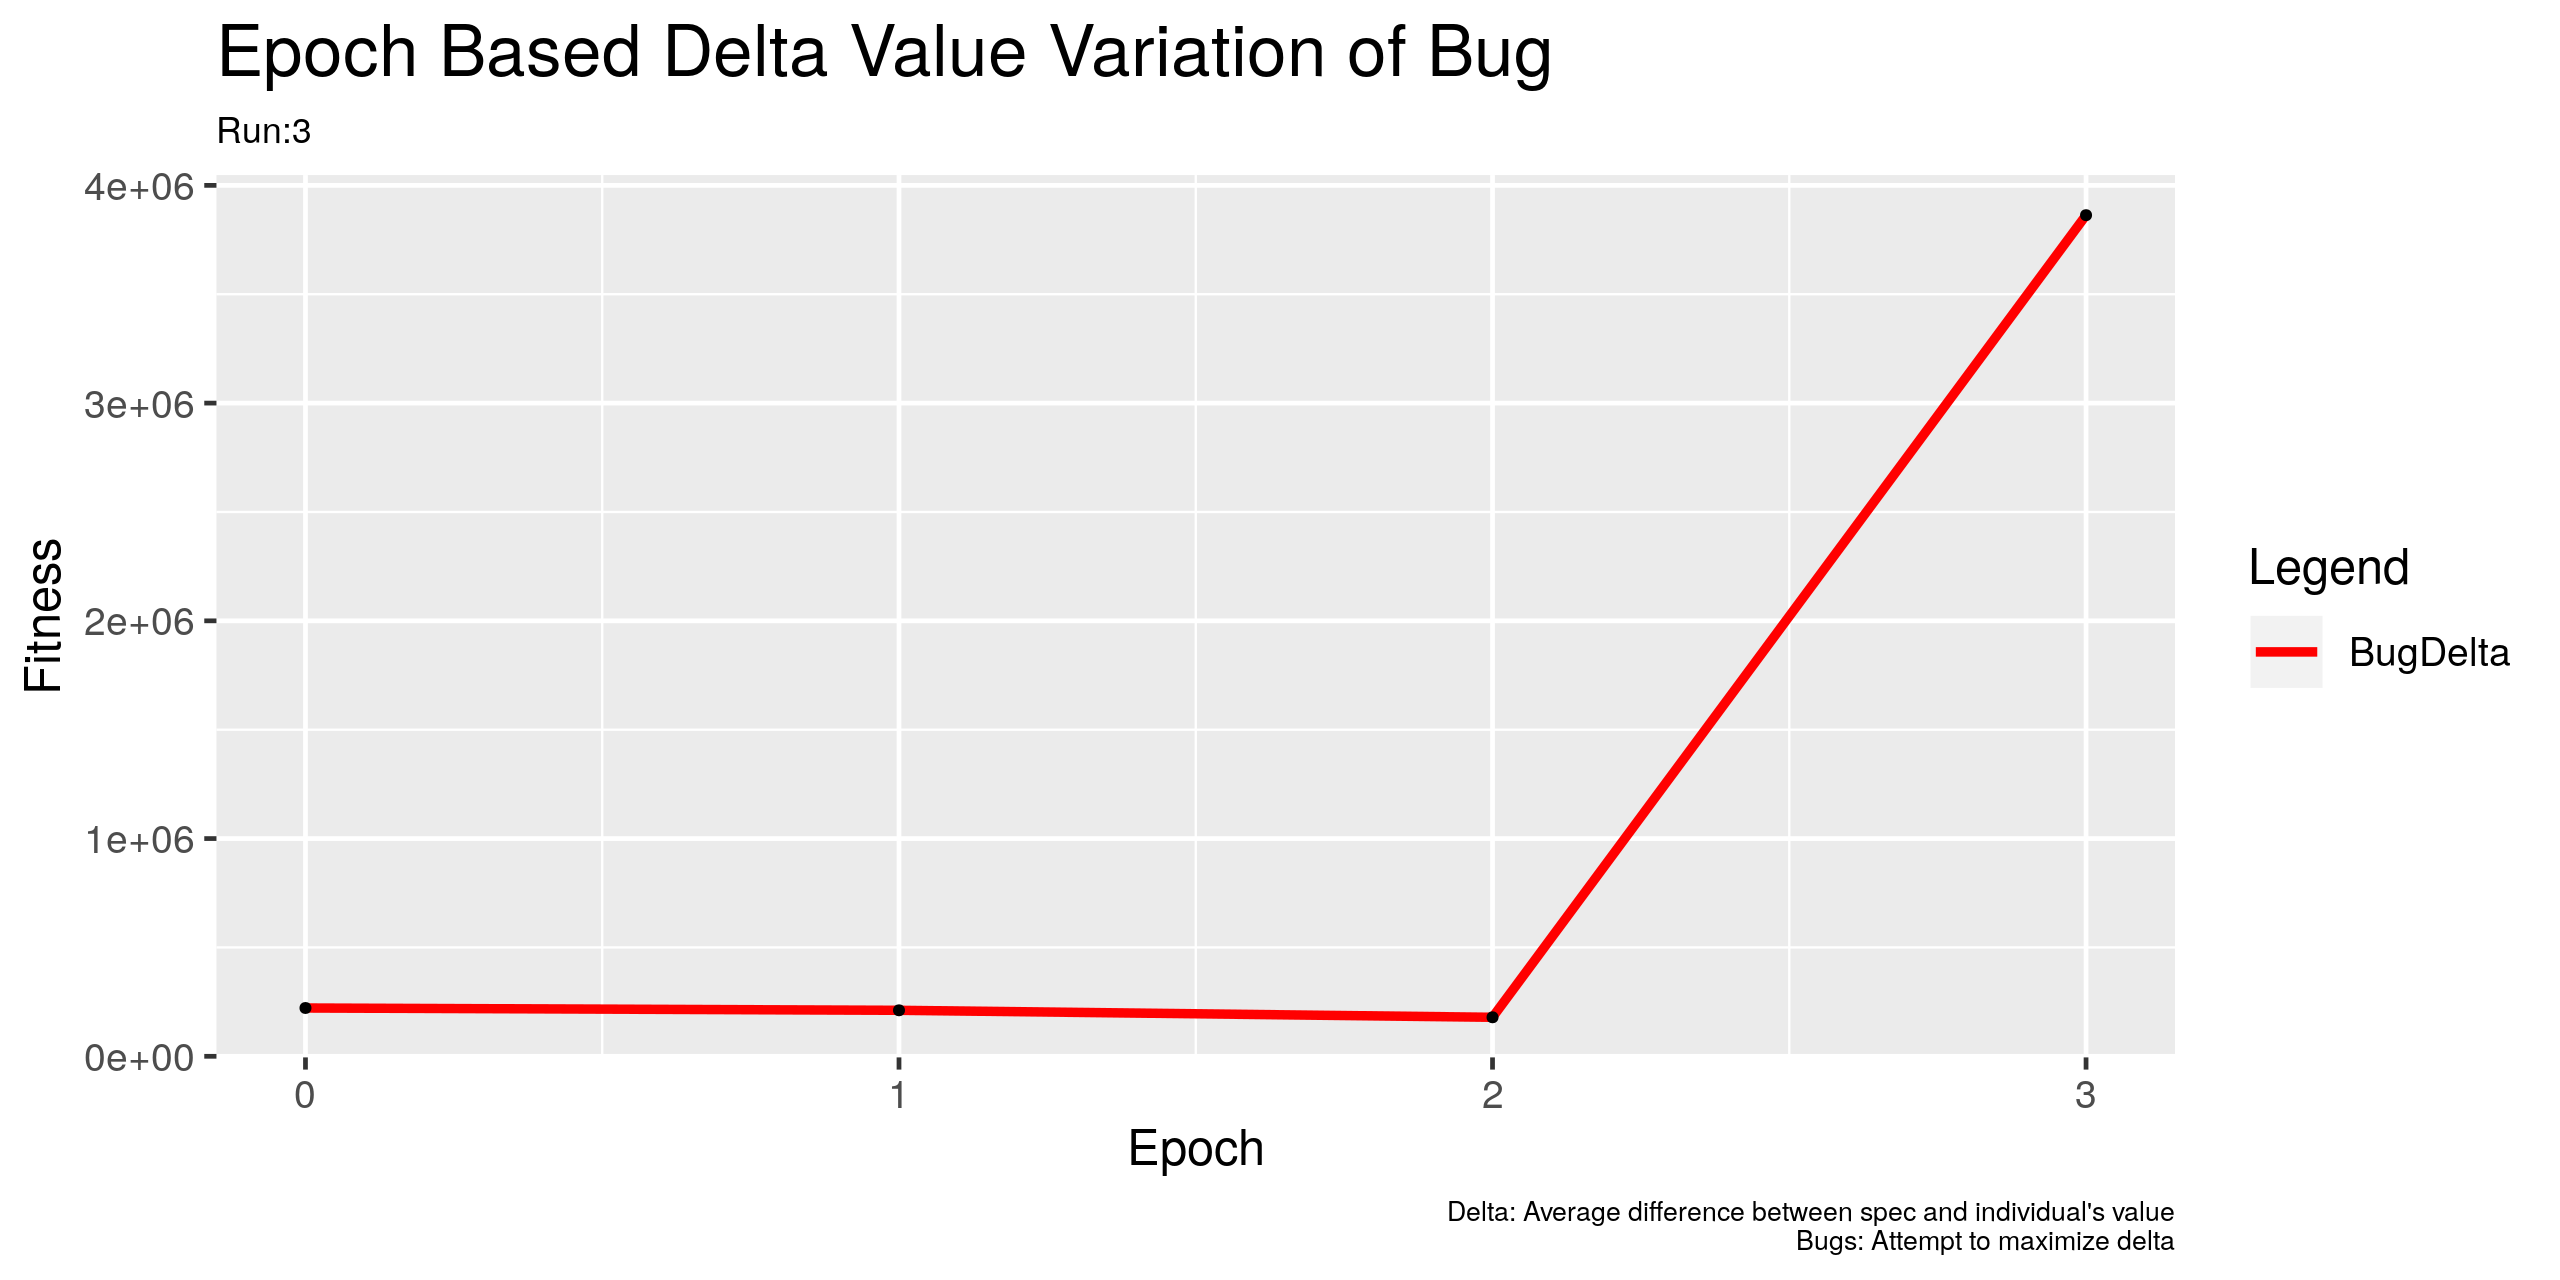 Epoch Based Delta Value Variation of Bug
Run:3
4e+06
3e+06
2e+06
1e+06
0e+00
Fitness
0
1
2
3
Epoch
Legend
BugDelta
Delta: Average difference between spec and individual's value
Bugs: Attempt to maximize delta